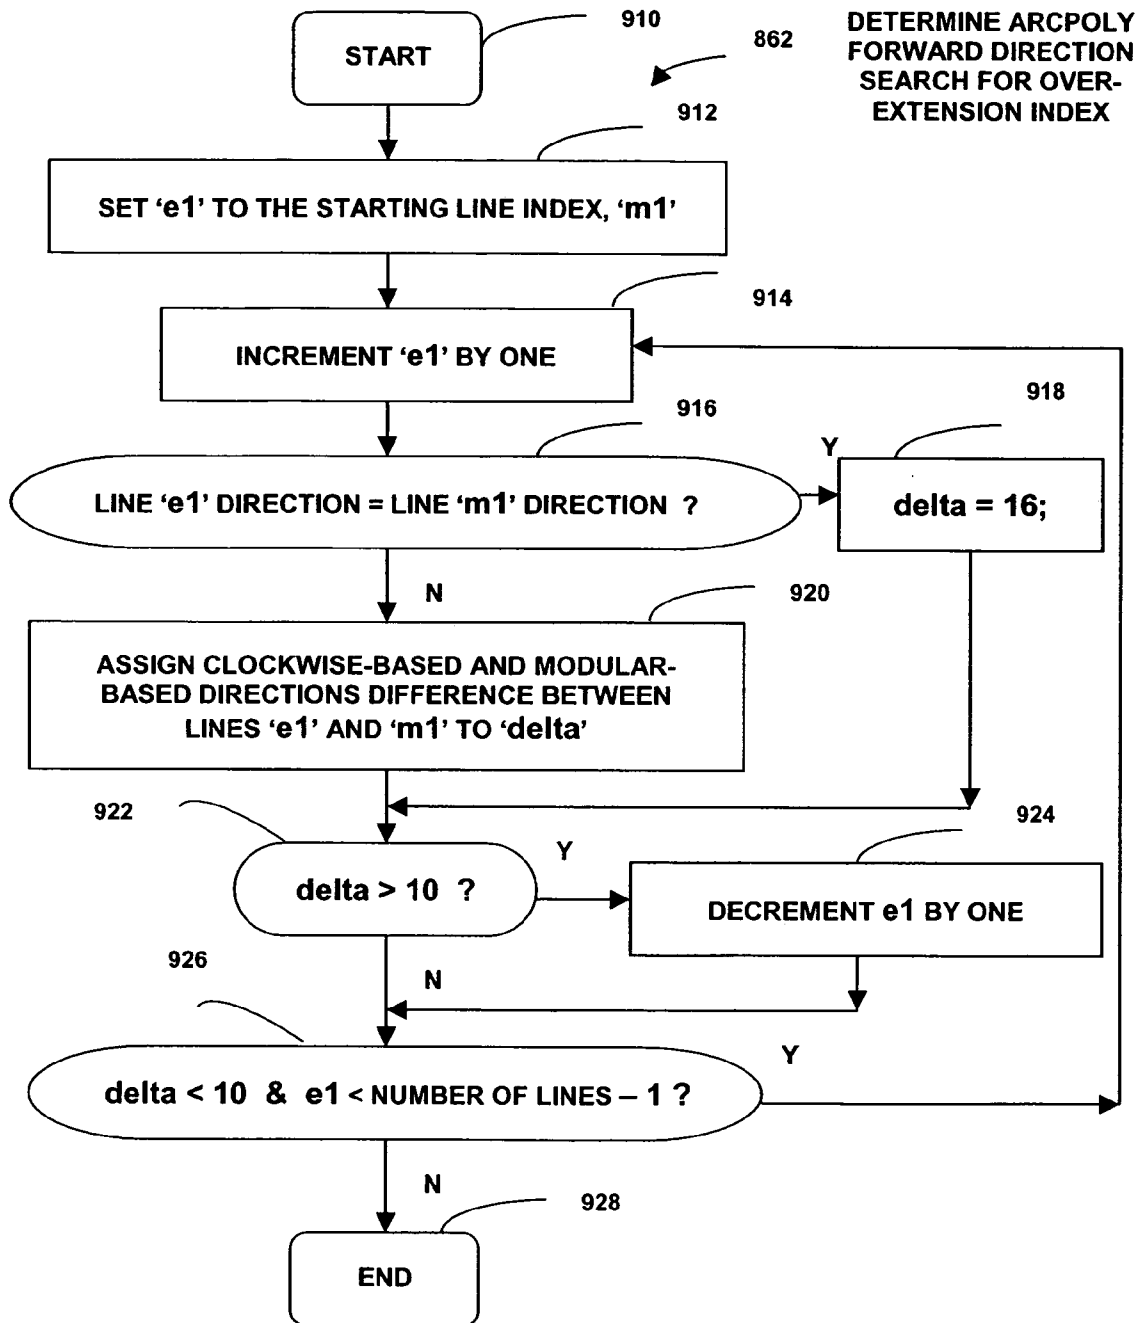 910
START
862
DETERMINE ARCPOLY
FORWARD DIRECTION
SEARCH FOR OVER-
EXTENSION INDEX
912
SET ‘e1’ TO THE STARTING LINE INDEX, ‘m1’
914
INCREMENT ‘e1’ BY ONE
916
918
LINE ‘e1’ DIRECTION = LINE ‘m1’ DIRECTION ?
Y
delta = 16;
N
920
ASSIGN CLOCKWISE-BASED AND MODULAR-
BASED DIRECTIONS DIFFERENCE BETWEEN
LINES ‘e1’ AND ‘m1’ TO ‘delta’
922
924
delta > 10 ?
Y
DECREMENT e1 BY ONE
N
926
delta < 10 & e1 < NUMBER OF LINES – 1 ?
Y
N
928
END